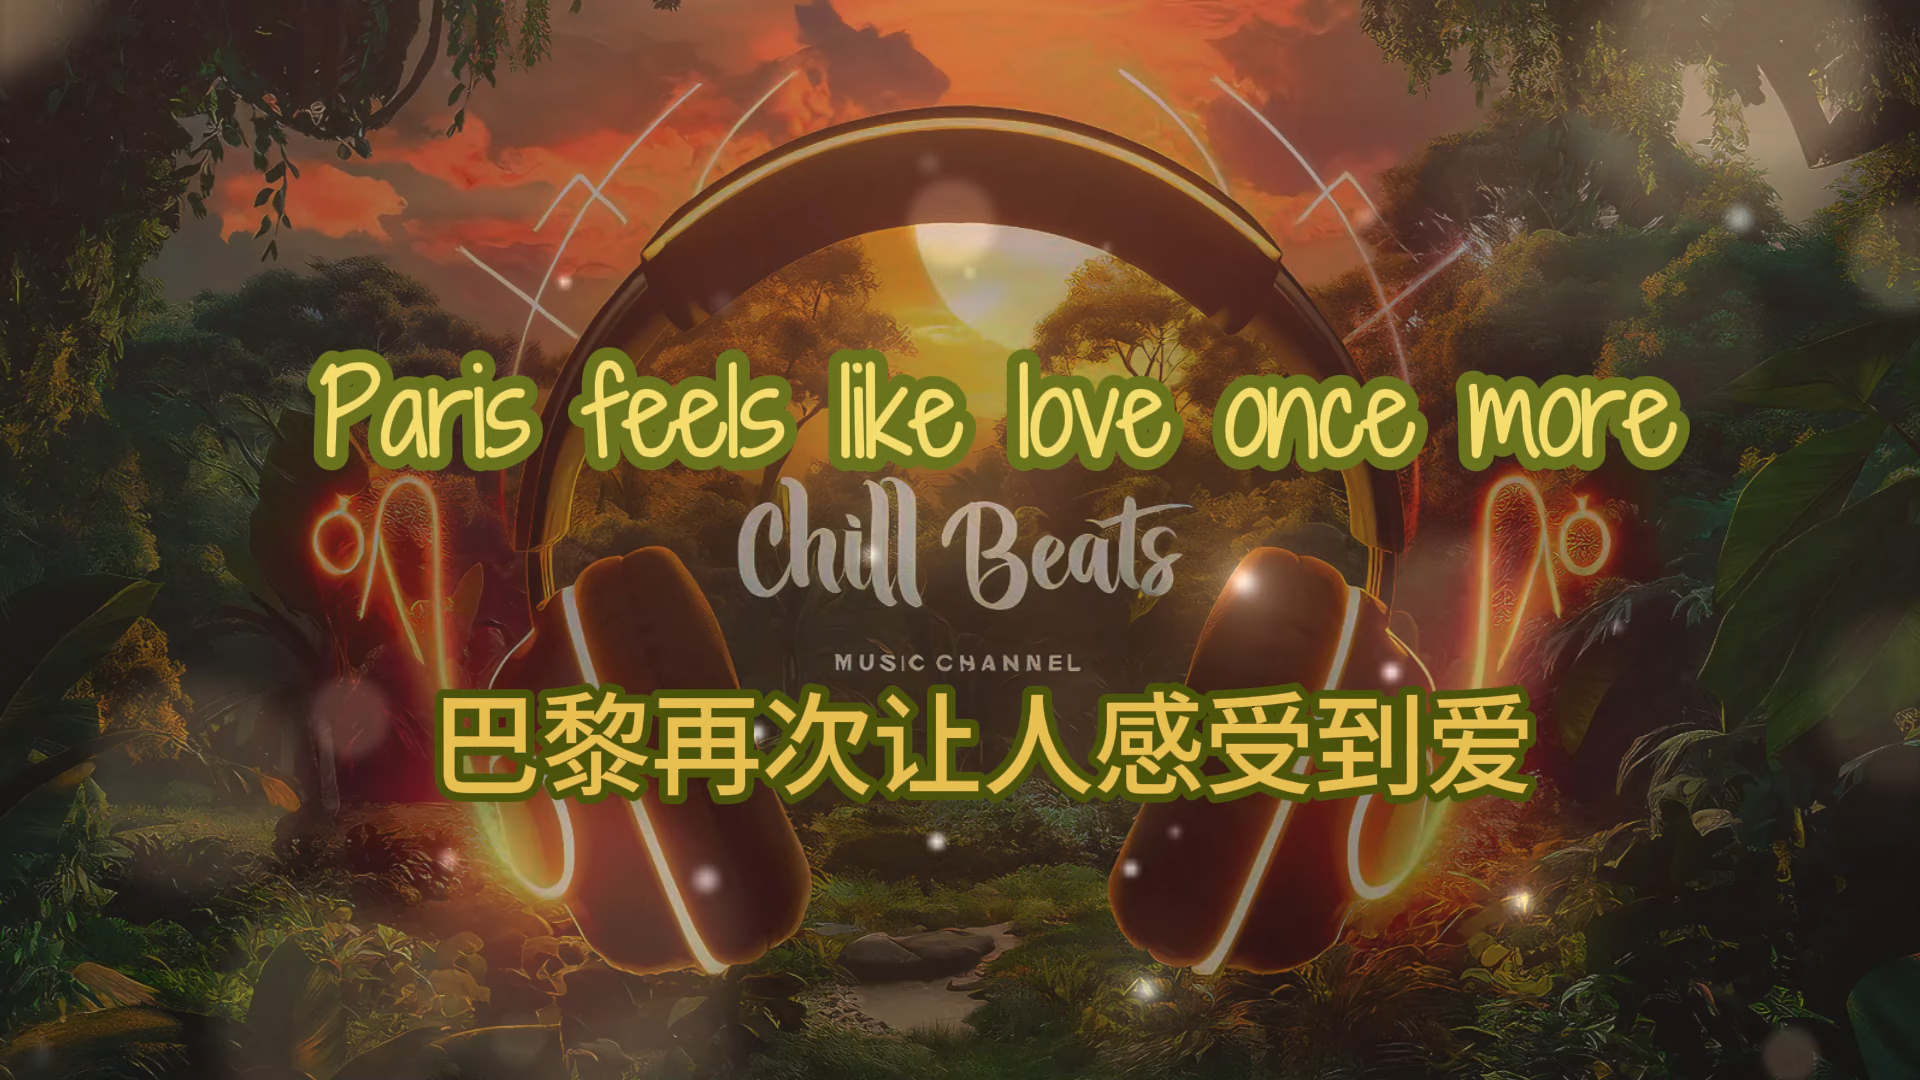 Paris feels like love once more
Chill Beats
MUSIC CHANNEL
巴黎再次让人感受到爱